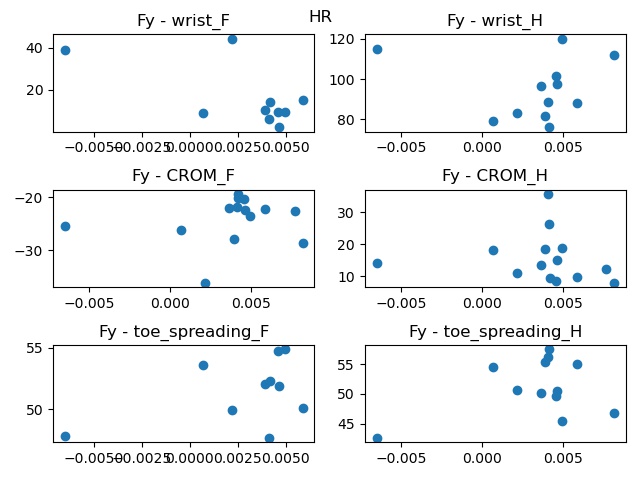 HR
Fy - wrist_F
Fy - wrist_H
40
20
−0.005 −0.0025 0.0000 0.0025 0.0050
120
100
80
−0.005 0.000 0.005
Fy - CROM_F
Fy - CROM_H
−20
−30
−0.005 0.000 0.005
30
20
10
−0.005 0.000 0.005
Fy - toe_spreading_F
Fy - toe_spreading_H
55
50
−0.0050 −0.0025 0.0000 0.0025 0.0050
55
50
45
−0.005 0.000 0.005